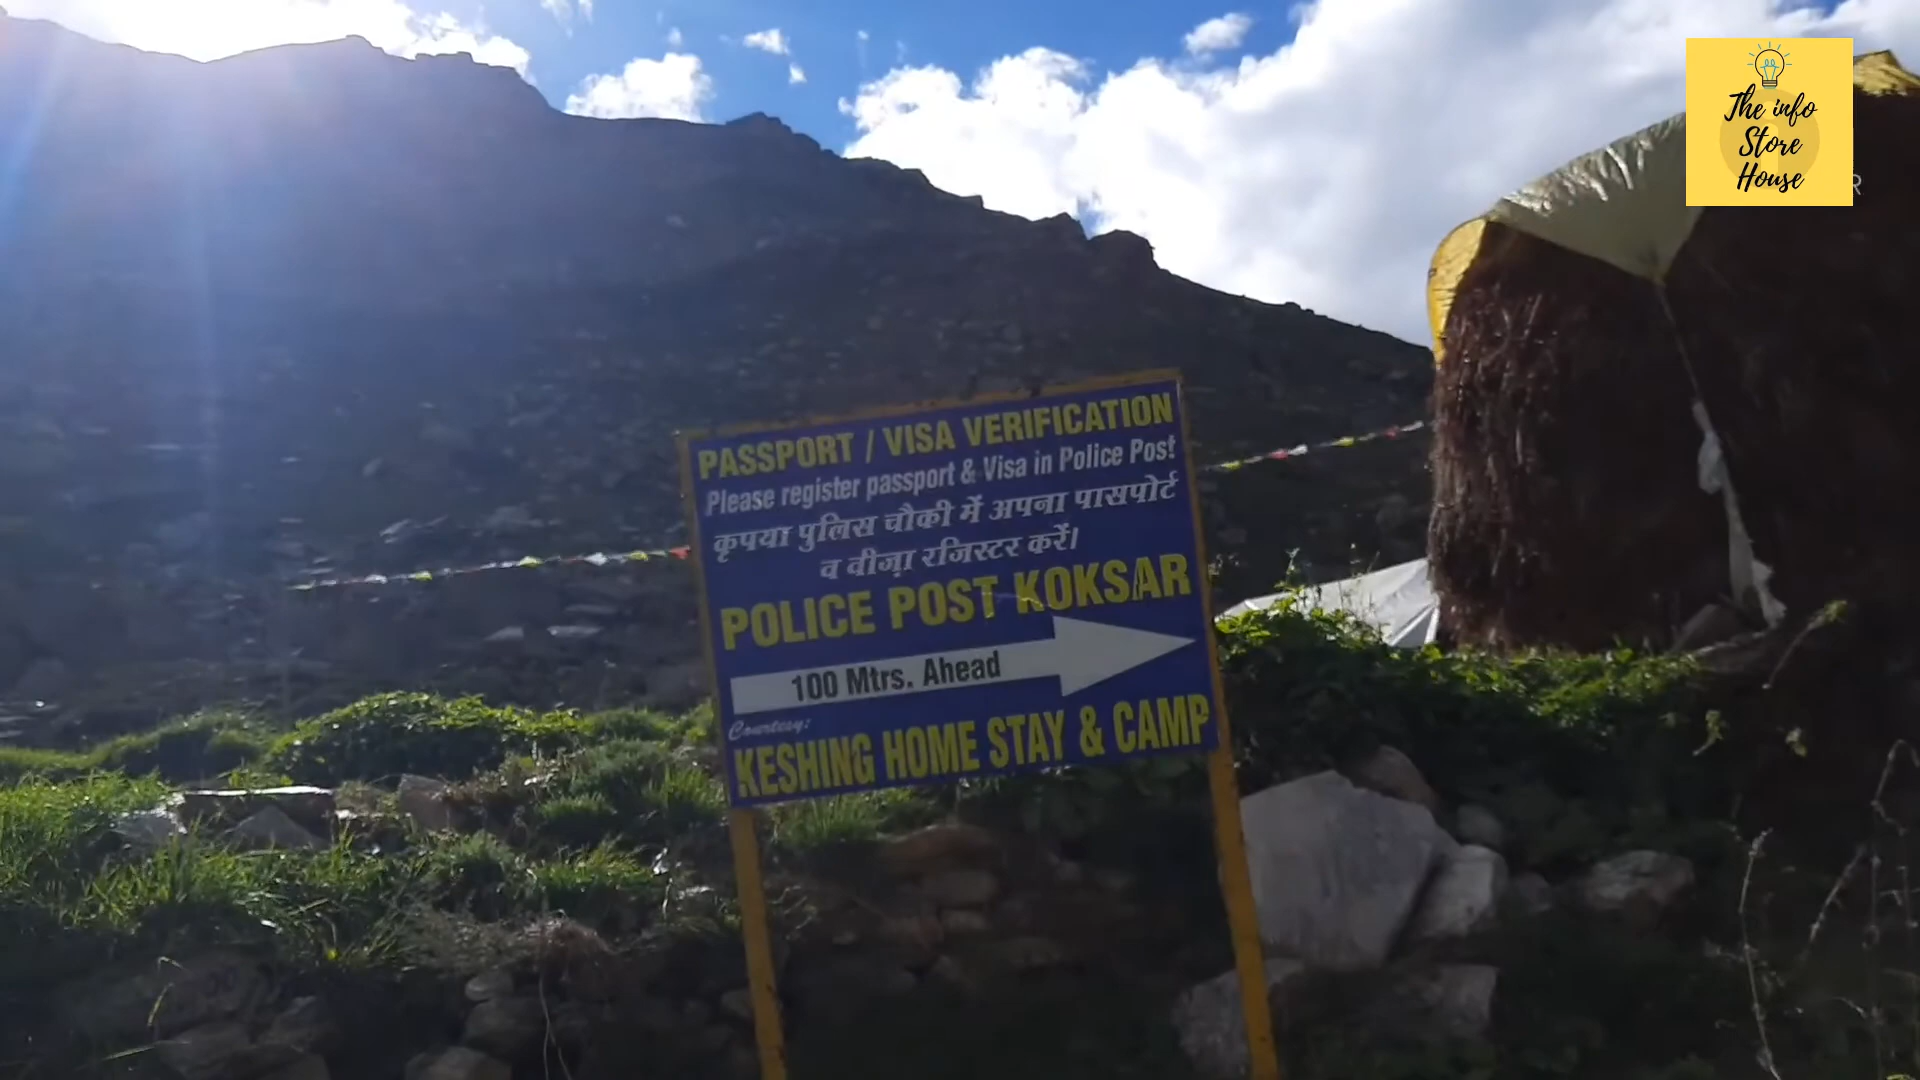 The info
Store
House
R
PASSPORT / VISA VERIFICATION
Please register passport & Visa in Police Post
कृपया पुलिस चौकी में अपना पासपोर्ट
व वीज़ा रजिस्टर करें।
POLICE POST KOKSAR
100 Mtrs. Ahead
Courtesy:
KESHING HOME STAY & CAMP